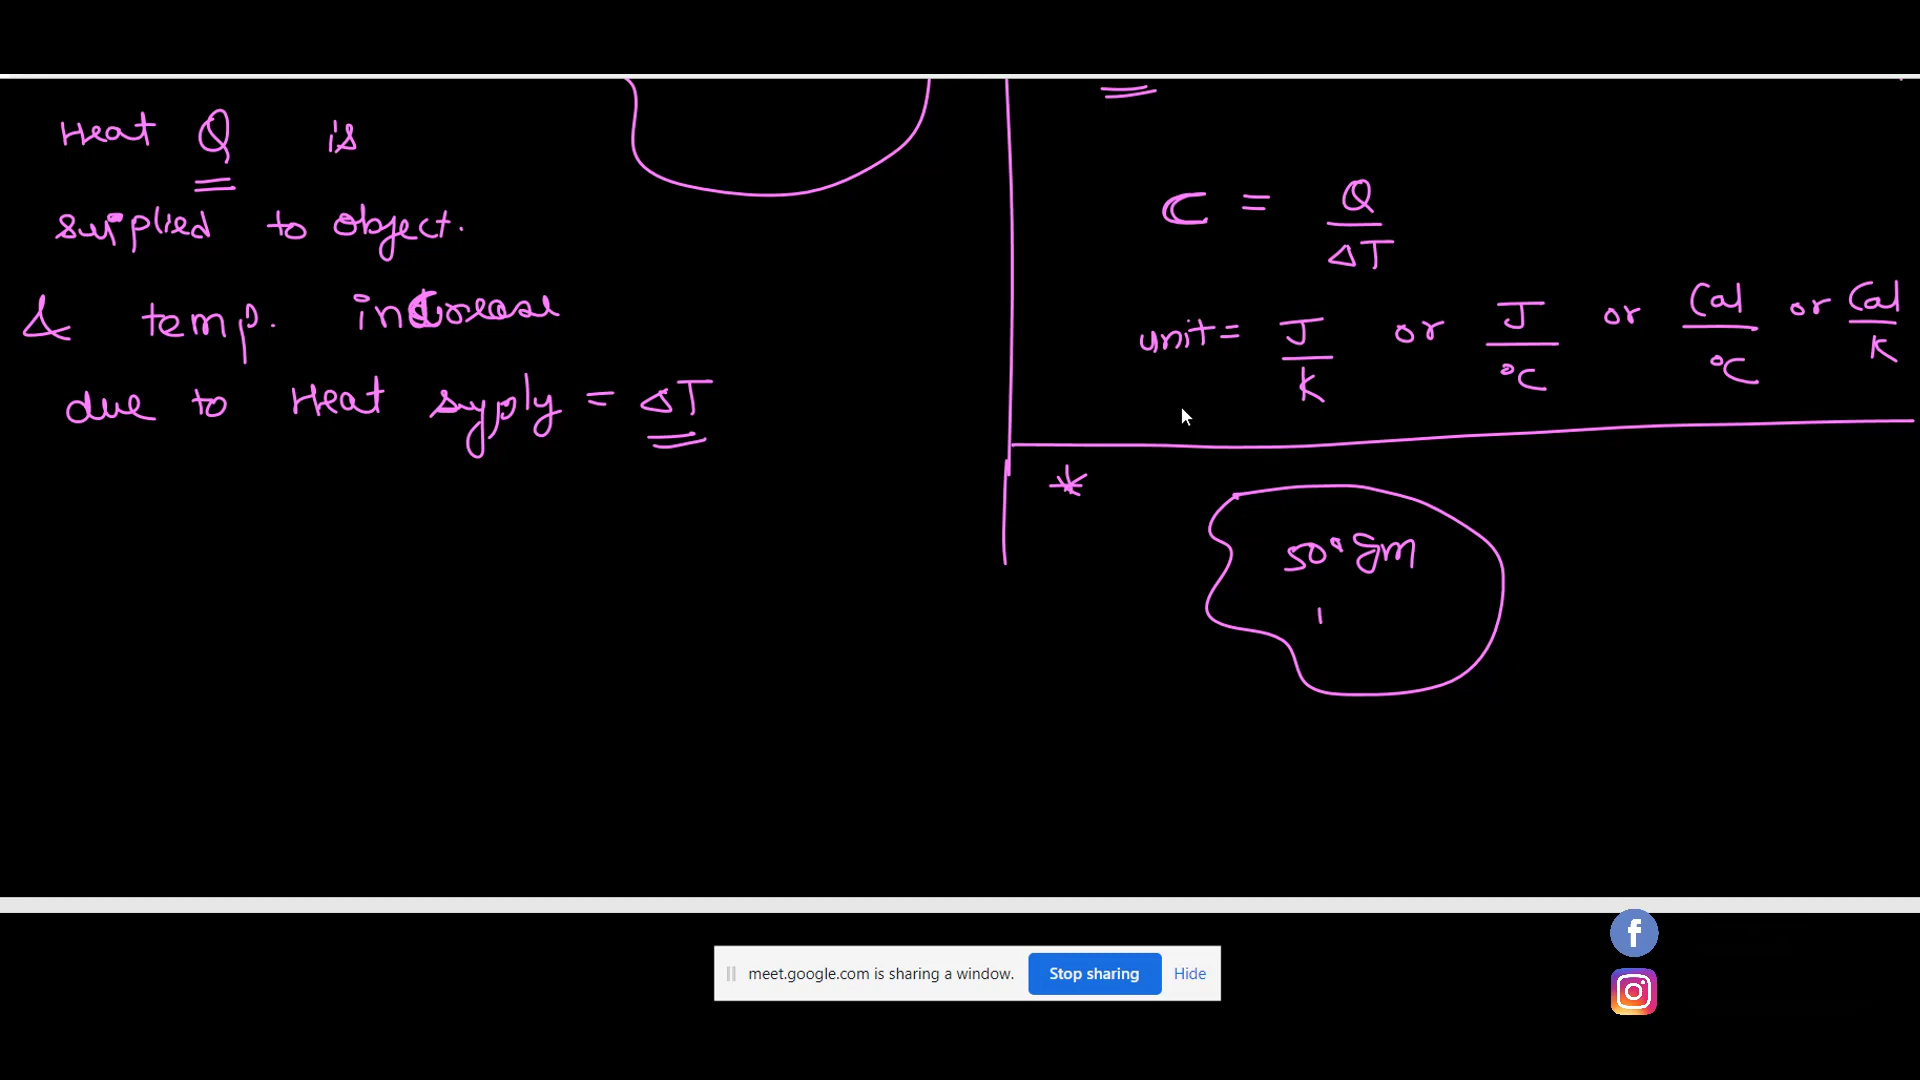 Heat Q is
supplied to object.
& temp. increase
due to Heat supply = ΔT
C = Q / ΔT
unit = J/K or J/°C or Cal/°C or Cal/K
*
50° gm
meet.google.com is sharing a window. Stop sharing Hide